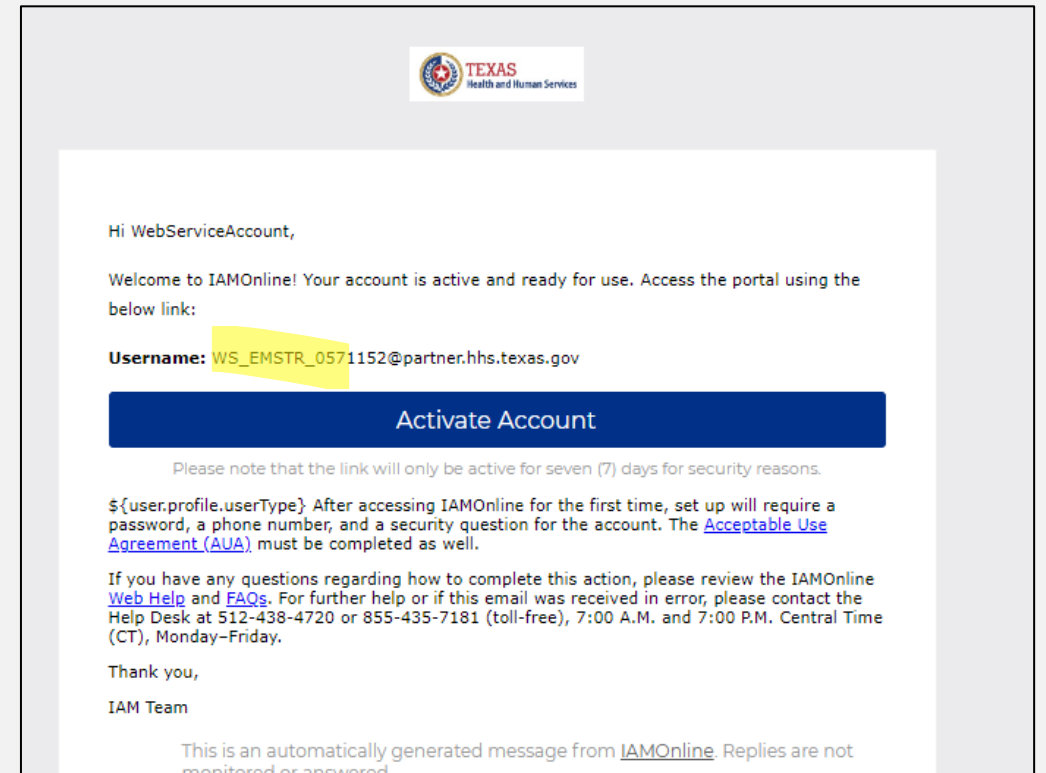 TEXAS
Health and Human Services
Hi WebServiceAccount,
Welcome to IAMOnline! Your account is active and ready for use. Access the portal using the
below link:
Username: WS_EMSTR_0571152@partner.hhs.texas.gov
Activate Account
Please note that the link will only be active for seven (7) days for security reasons.
${user.profile.userType} After accessing IAMOnline for the first time, set up will require a
password, a phone number, and a security question for the account. The Acceptable Use
Agreement (AUA) must be completed as well.
If you have any questions regarding how to complete this action, please review the IAMOnline
Web Help and FAQs. For further help or if this email was received in error, please contact the
Help Desk at 512-438-4720 or 855-435-7181 (toll-free), 7:00 A.M. and 7:00 P.M. Central Time
(CT), Monday–Friday.
Thank you,
IAM Team
This is an automatically generated message from IAMOnline. Replies are not
monitored or answered